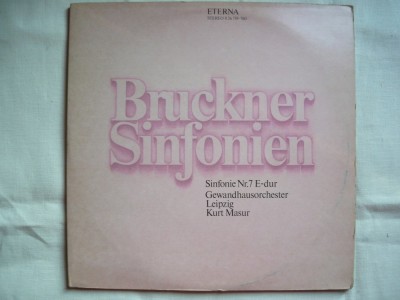 ETERNA
Bruckner
Sinfonien
Sinfonie Nr.7 E-dur
Gewandhausorchester
Leipzig
Kurt Masur